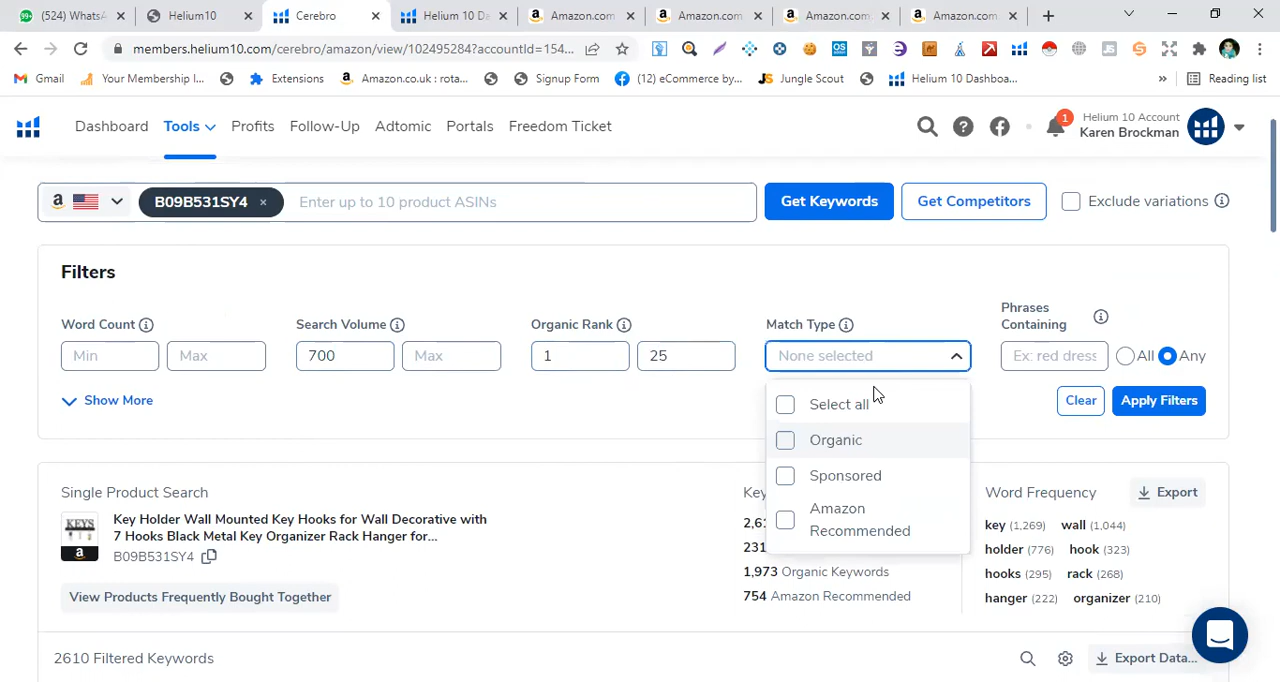 (524) WhatsA
Helium10
Cerebro
Helium 10 Da
Amazon.com
Amazon.com
Amazon.com
Amazon.com
members.helium10.com/cerebro/amazon/view/102495284?accountId=154...
Gmail
Your Membership I...
Extensions
Amazon.co.uk : rota...
Signup Form
(12) eCommerce by...
Jungle Scout
Helium 10 Dashboa...
»
Reading list
Dashboard
Tools
Profits
Follow-Up
Adtomic
Portals
Freedom Ticket
1
Helium 10 Account
Karen Brockman
B09B531SY4 ×
Enter up to 10 product ASINs
Get Keywords
Get Competitors
Exclude variations
Filters
Word Count
Search Volume
Organic Rank
Match Type
Phrases
Containing
Min
Max
700
Max
1
25
None selected
Ex: red dress
All
Any
Show More
Clear
Apply Filters
Select all
Organic
Sponsored
Amazon
Recommended
Single Product Search
Key Holder Wall Mounted Key Hooks for Wall Decorative with
7 Hooks Black Metal Key Organizer Rack Hanger for...
B09B531SY4
KEYS
View Products Frequently Bought Together
1,973 Organic Keywords
754 Amazon Recommended
Word Frequency
Export
key (1,269) wall (1,044)
holder (776) hook (323)
hooks (295) rack (268)
hanger (222) organizer (210)
2610 Filtered Keywords
Export Data...